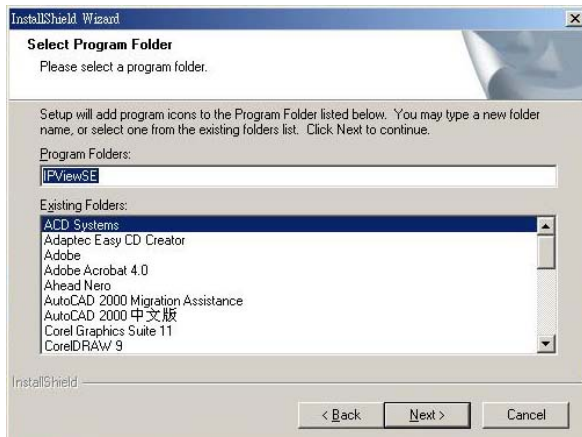 InstallShield Wizard
Select Program Folder
Please select a program folder.
Setup will add program icons to the Program Folder listed below. You may type a new folder
name, or select one from the existing folders list. Click Next to continue.
Program Folders:
IPViewSE
Existing Folders:
ACD Systems
Adaptec Easy CD Creator
Adobe
Adobe Acrobat 4.0
Ahead Nero
AutoCAD 2000 Migration Assistance
AutoCAD 2000 中文版
Corel Graphics Suite 11
CorelDRAW 9
InstallShield
< Back
Next >
Cancel